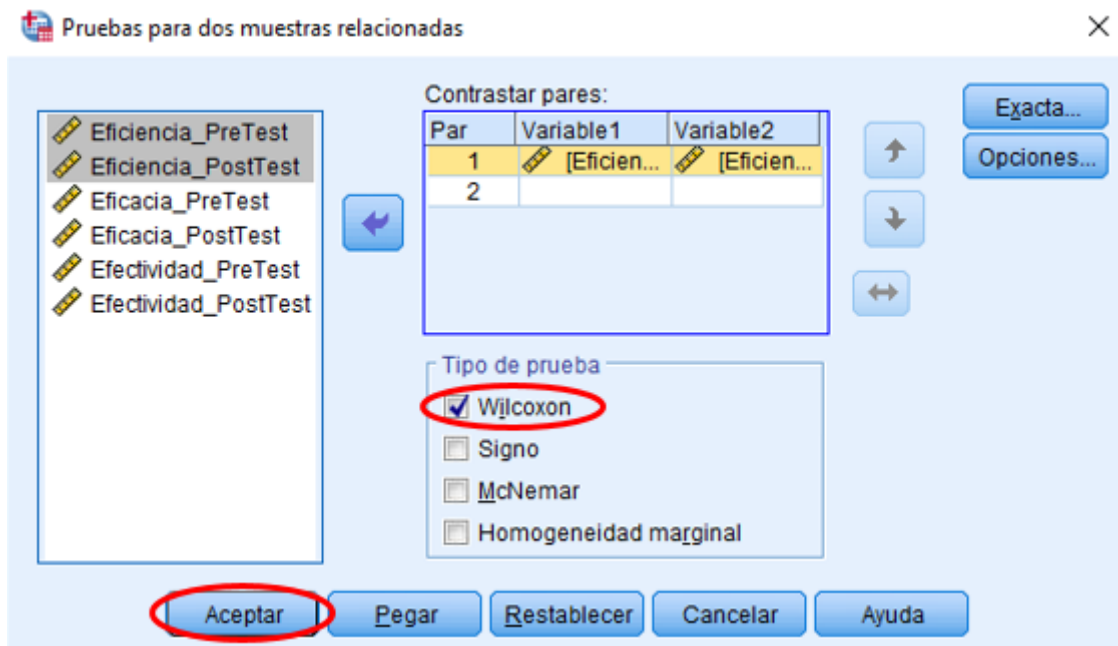 Pruebas para dos muestras relacionadas
Eficiencia_PreTest
Eficiencia_PostTest
Eficacia_PreTest
Eficacia_PostTest
Efectividad_PreTest
Efectividad_PostTest
Contrastar pares:
Par Variable1 Variable2
1 [Eficien... [Eficien...
2
Exacta...
Opciones...
Tipo de prueba
Wilcoxon
Signo
McNemar
Homogeneidad marginal
Aceptar Pegar Restablecer Cancelar Ayuda